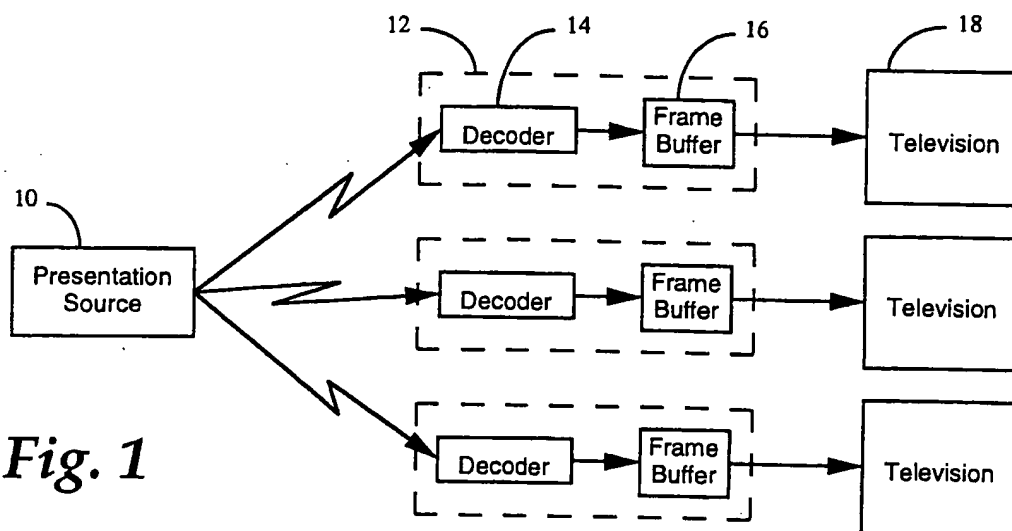 12
14
16
18
Decoder
Frame
Buffer
Television
10
Presentation
Source
Decoder
Frame
Buffer
Television
Decoder
Frame
Buffer
Television
Fig. 1